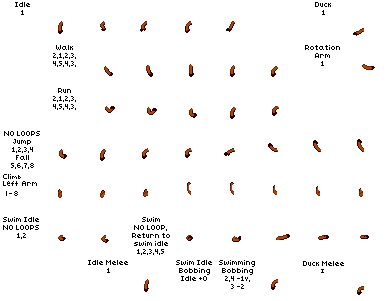 Idle
1
Duck
1
Walk
2,1,2,3,
4,5,4,3,
Rotation
Arm
1
Run
2,1,2,3,
4,5,4,3,
NO LOOPS
Jump
1,2,3,4
Fall
5,6,7,8
Climb
Left Arm
1-8
Swim Idle
NO LOOPS
1,2
Swim
NO LOOP,
Return to
swim idle
1,2,3,4,5
Swim Idle
Bobbing
Idle +0
Swimming
Bobbing
2,4 -1v,
3 -2
Idle Melee
1
Duck Melee
1